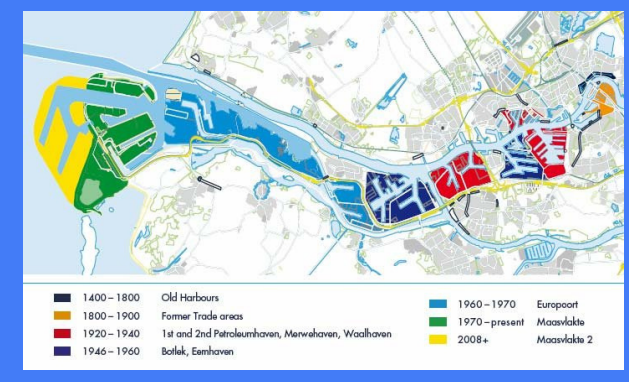 1400 – 1800 Old Harbours
1800 – 1900 Former Trade areas
1920 – 1940 1st and 2nd Petroleumhaven, Merwehaven, Waalhaven
1946 – 1960 Botlek, Eemhaven
1960 – 1970 Europoort
1970 – present Maasvlakte
2008+ Maasvlakte 2